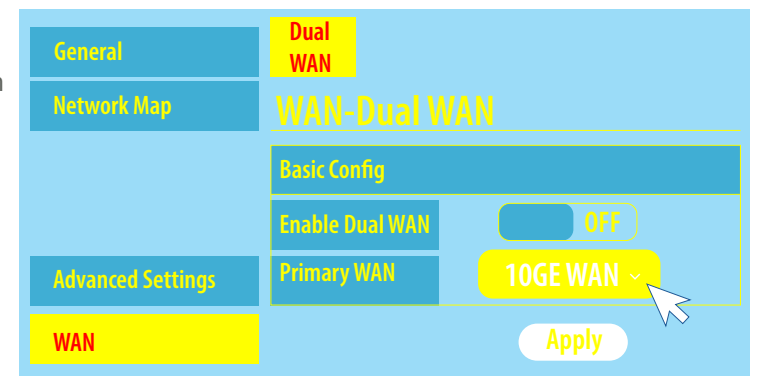 General
Network Map
Advanced Settings
WAN
Dual
WAN
WAN-Dual WAN
Basic Config
Enable Dual WAN OFF
Primary WAN 10GE WAN
Apply